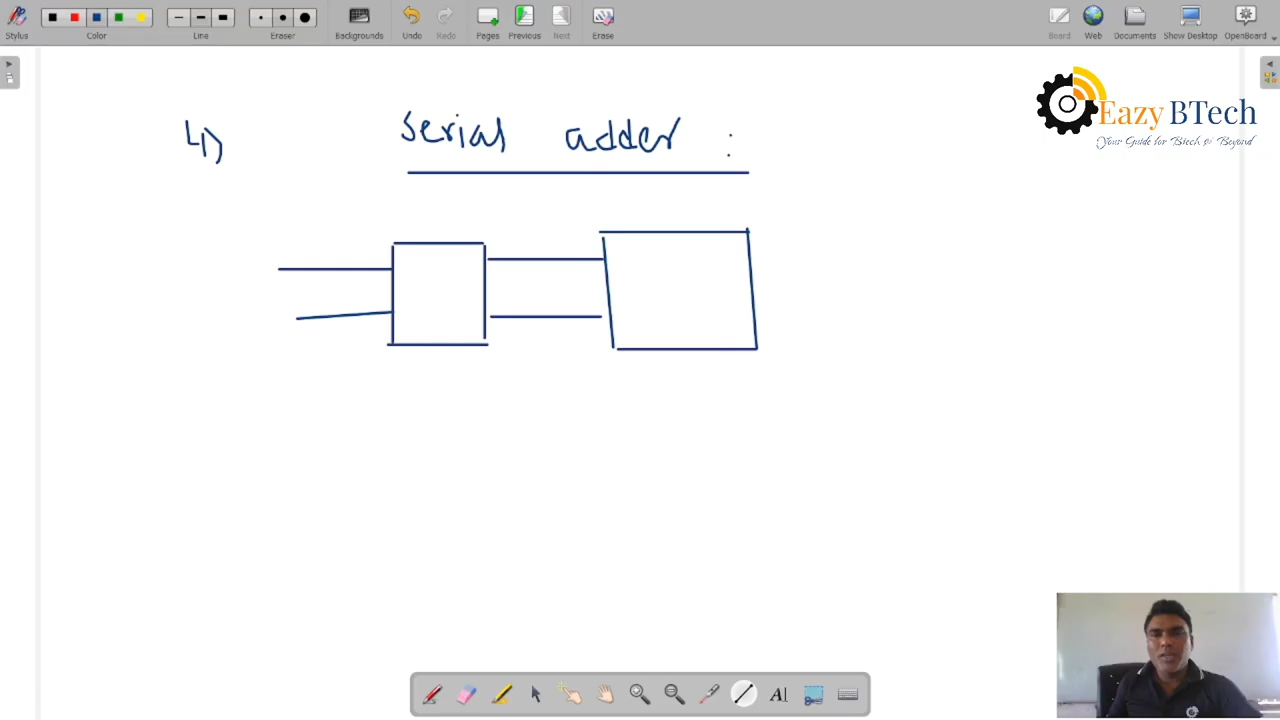 Stylus Color Line Eraser Backgrounds Undo Redo Pages Previous Next Erase Board Web Documents Show Desktop OpenBoard
Eazy BTech
Your Guide for Btech & Beyond
4) serial adder :
AI